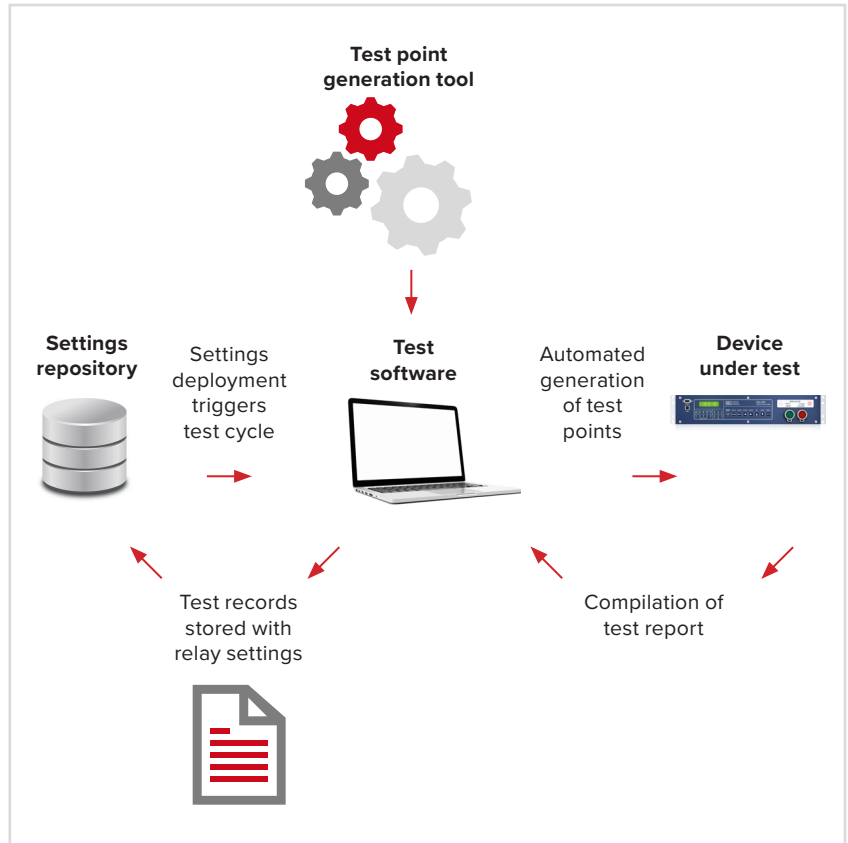 Test point
generation tool
Settings
repository
Settings
deployment
triggers
test cycle
Test
software
Automated
generation
of test
points
Device
under test
Test records
stored with
relay settings
Compilation of
test report